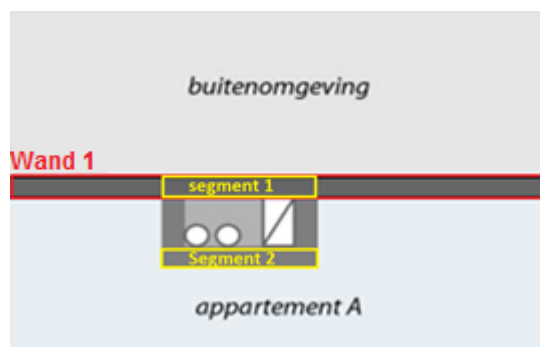 buitenomgeving
Wand 1
segment 1
Segment 2
appartement A